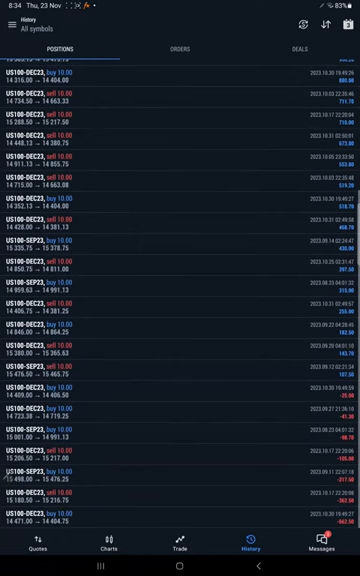 8:34 Thu, 23 Nov 83%
History
All symbols
POSITIONS ORDERS DEALS
US100-DEC23, buy 10.00 2023.10.30 19:49:26
14 316.00 → 14 404.00 880.00
US100-DEC23, sell 10.00 2023.10.03 22:35:46
14 734.50 → 14 663.33 711.70
US100-DEC23, sell 10.00 2023.10.17 22:20:04
15 288.50 → 15 217.50 710.00
US100-DEC23, sell 10.00 2023.10.31 02:49:58
14 448.13 → 14 380.75 673.80
US100-DEC23, sell 10.00 2023.10.05 23:33:50
14 911.13 → 14 855.75 553.80
US100-DEC23, sell 10.00 2023.10.03 22:35:48
14 715.00 → 14 663.08 519.20
US100-DEC23, buy 10.00 2023.10.30 19:49:27
14 352.13 → 14 404.00 518.70
US100-DEC23, sell 10.00 2023.10.31 02:49:56
14 428.00 → 14 381.13 468.70
US100-SEP23, buy 10.00 2023.09.14 02:24:47
15 335.75 → 15 378.75 430.00
US100-DEC23, sell 10.00 2023.10.25 02:31:47
14 850.75 → 14 811.00 397.50
US100-SEP23, buy 10.00 2023.08.23 04:01:32
14 959.63 → 14 991.13 315.00
US100-DEC23, sell 10.00 2023.10.31 02:49:57
14 406.75 → 14 381.25 255.00
US100-DEC23, buy 10.00 2023.09.22 04:28:45
14 846.00 → 14 864.25 182.50
US100-DEC23, sell 10.00 2023.09.20 04:01:10
15 380.00 → 15 365.63 143.70
US100-SEP23, sell 10.00 2023.09.12 02:21:34
15 476.50 → 15 465.75 107.50
US100-DEC23, buy 10.00 2023.10.30 19:49:59
14 409.00 → 14 406.50 -25.00
US100-DEC23, buy 10.00 2023.09.27 21:36:10
14 723.38 → 14 719.25 -41.30
US100-SEP23, buy 10.00 2023.08.23 04:01:32
15 001.00 → 14 991.13 -98.70
US100-DEC23, sell 10.00 2023.10.17 22:20:06
15 206.50 → 15 217.00 -105.00
US100-SEP23, buy 10.00 2023.09.11 22:07:18
15 498.00 → 15 476.25 -217.50
US100-DEC23, sell 10.00 2023.10.17 22:20:08
15 180.50 → 15 216.75 -362.50
US100-DEC23, buy 10.00 2023.10.30 19:49:27
14 471.00 → 14 404.75 -662.50
Quotes Charts Trade History Messages